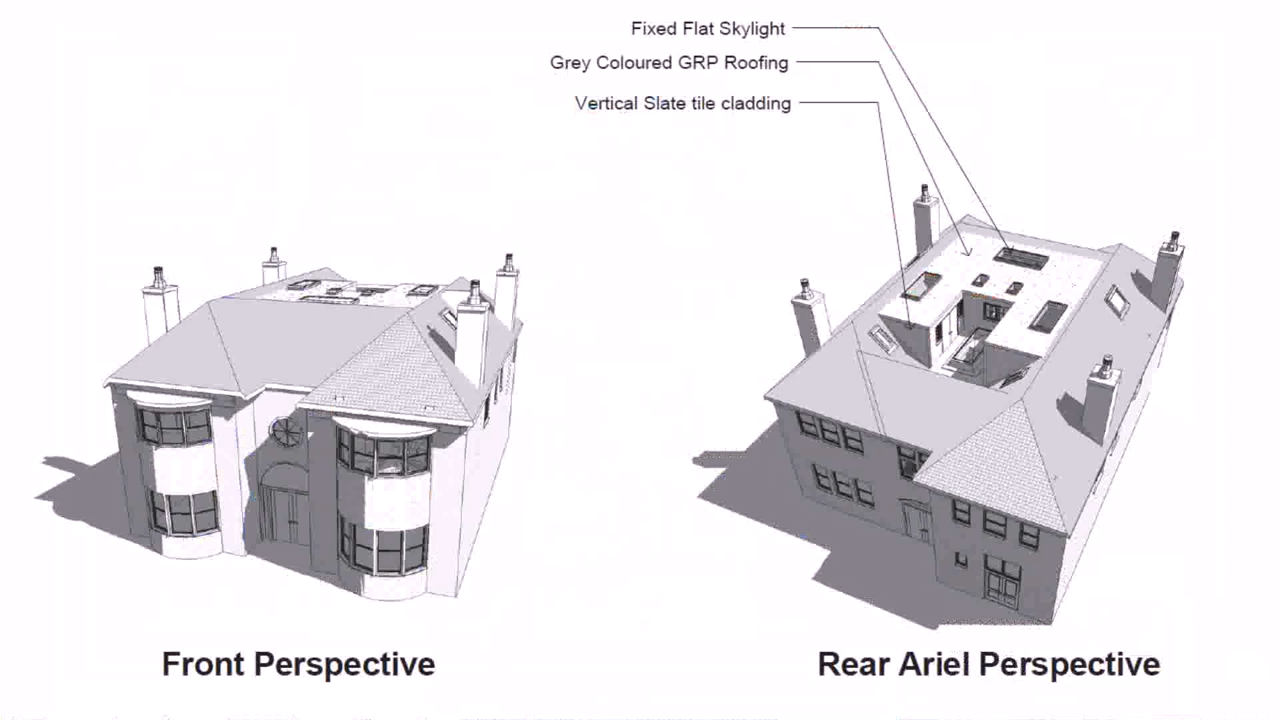 Fixed Flat Skylight
Grey Coloured GRP Roofing
Vertical Slate tile cladding
Front Perspective
Rear Ariel Perspective